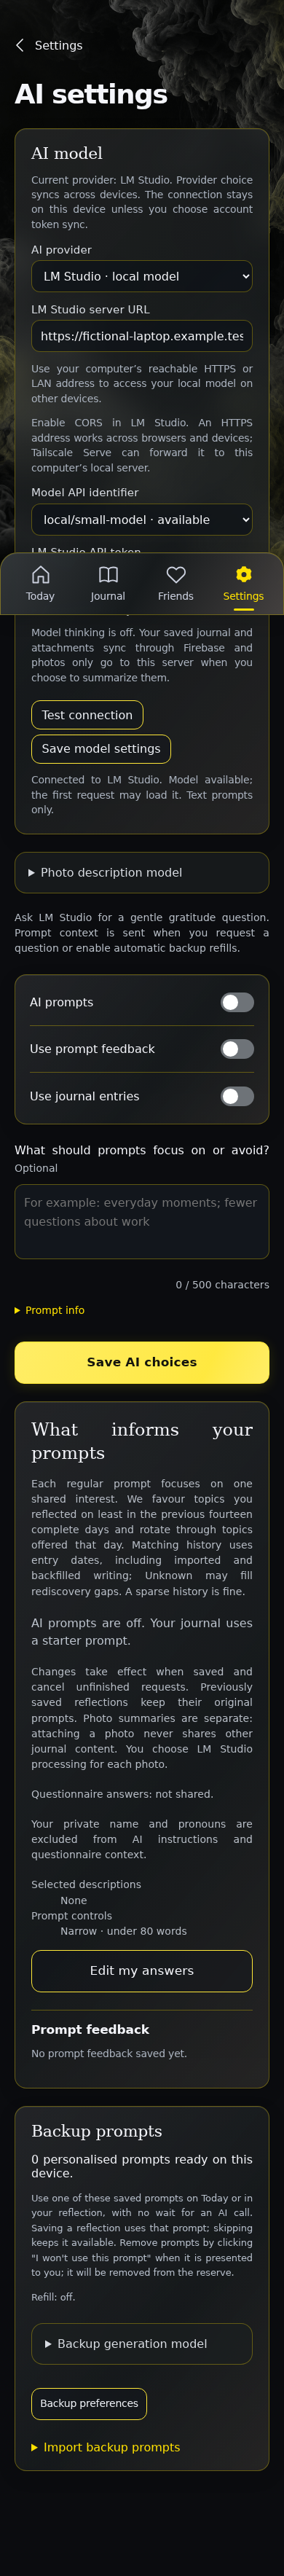 Settings
AI settings
AI model
Current provider: LM Studio. Provider choice
syncs across devices. The connection stays
on this device unless you choose account
token sync.
AI provider
LM Studio · local model
LM Studio server URL
https://fictional-laptop.example.tes
Use your computer’s reachable HTTPS or
LAN address to access your local model on
other devices.
Enable CORS in LM Studio. An HTTPS
address works across browsers and devices;
Tailscale Serve can forward it to this
computer’s local server.
Model API identifier
local/small-model · available
LM Studio API token
Today
Journal
Friends
Settings
Model thinking is off. Your saved journal and
attachments sync through Firebase and
photos only go to this server when you
choose to summarize them.
Test connection
Save model settings
Connected to LM Studio. Model available;
the first request may load it. Text prompts
only.
Photo description model
Ask LM Studio for a gentle gratitude question.
Prompt context is sent when you request a
question or enable automatic backup refills.
AI prompts
Use prompt feedback
Use journal entries
What should prompts focus on or avoid?
Optional
For example: everyday moments; fewer
questions about work
0 / 500 characters
Prompt info
Save AI choices
What informs your
prompts
Each regular prompt focuses on one
shared interest. We favour topics you
reflected on least in the previous fourteen
complete days and rotate through topics
offered that day. Matching history uses
entry dates, including imported and
backfilled writing; Unknown may fill
rediscovery gaps. A sparse history is fine.
AI prompts are off. Your journal uses
a starter prompt.
Changes take effect when saved and
cancel unfinished requests. Previously
saved reflections keep their original
prompts. Photo summaries are separate:
attaching a photo never shares other
journal content. You choose LM Studio
processing for each photo.
Questionnaire answers: not shared.
Your private name and pronouns are
excluded from AI instructions and
questionnaire context.
Selected descriptions
None
Prompt controls
Narrow · under 80 words
Edit my answers
Prompt feedback
No prompt feedback saved yet.
Backup prompts
0 personalised prompts ready on this
device.
Use one of these saved prompts on Today or in
your reflection, with no wait for an AI call.
Saving a reflection uses that prompt; skipping
keeps it available. Remove prompts by clicking
"I won't use this prompt" when it is presented
to you; it will be removed from the reserve.
Refill: off.
Backup generation model
Backup preferences
Import backup prompts